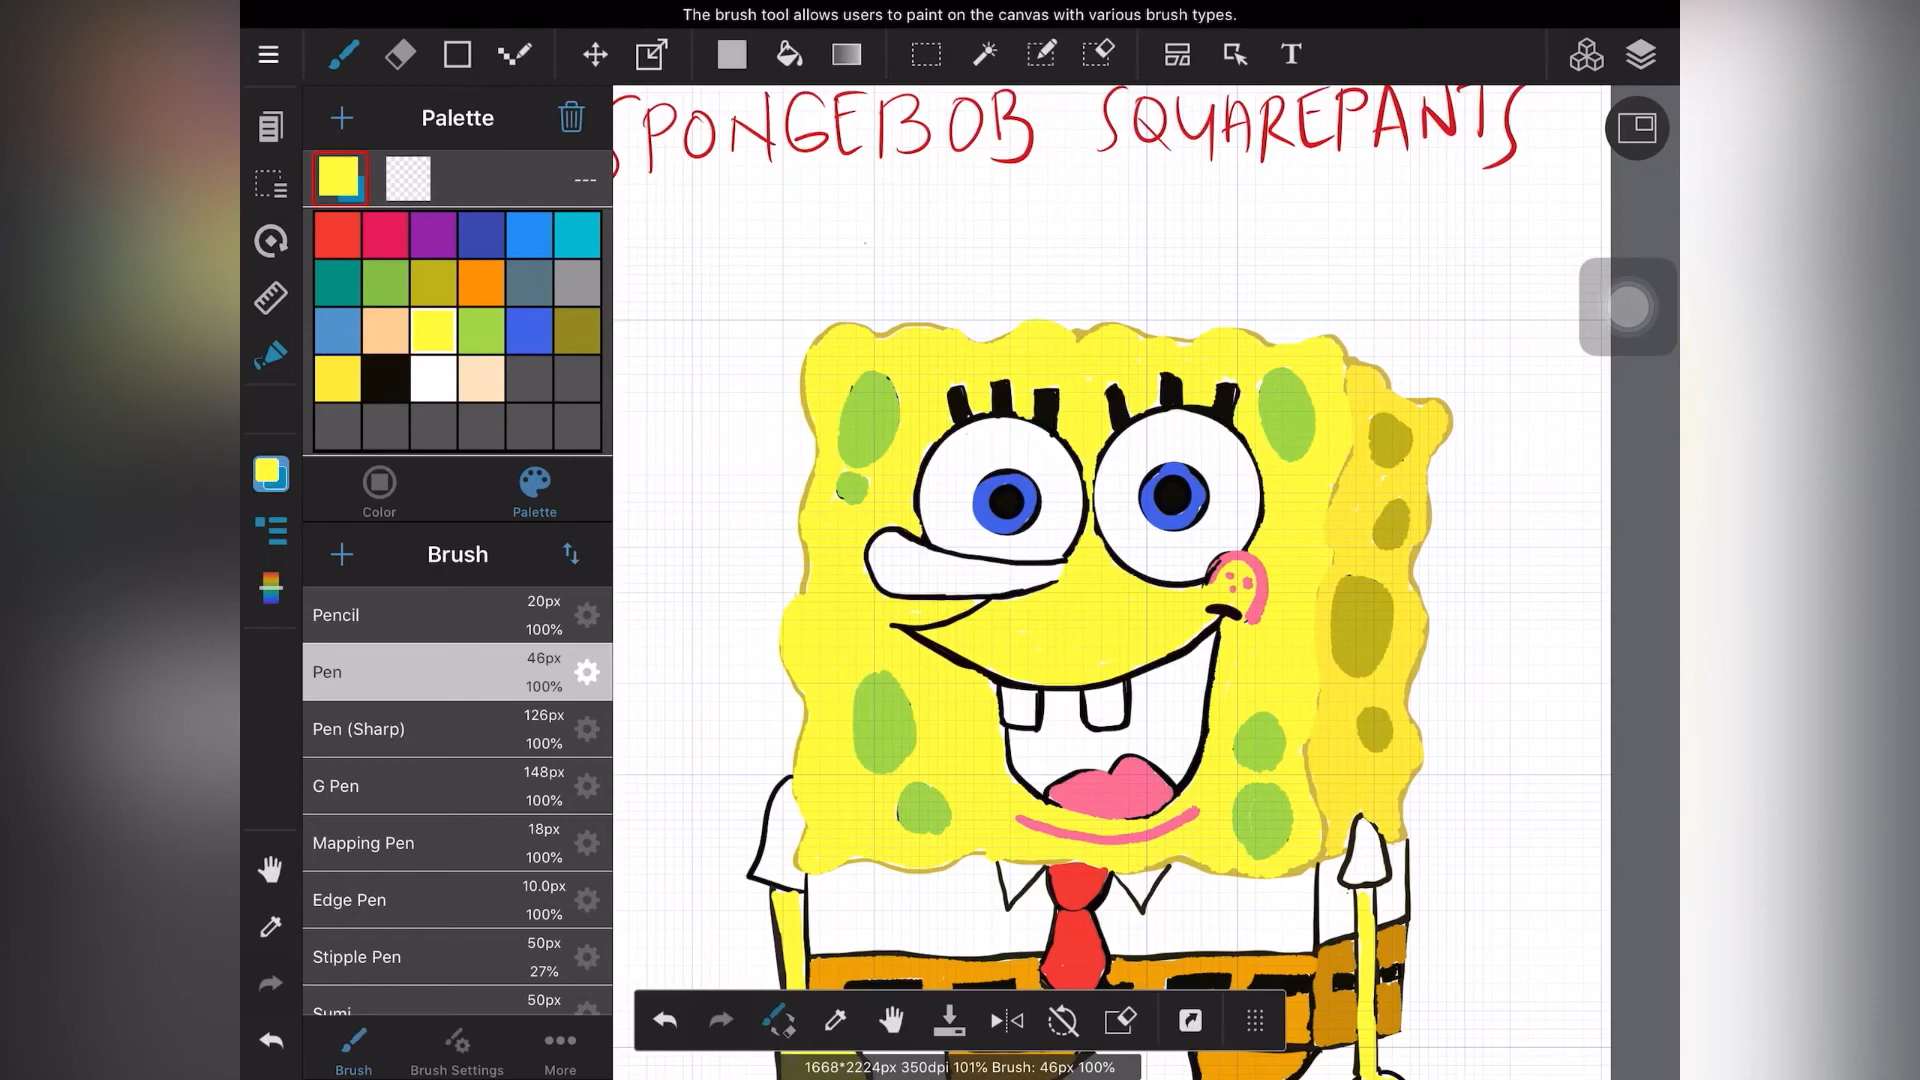 The brush tool allows users to paint on the canvas with various brush types.
T
Palette
SPONGEBOB SQUAREPANTS
---
Color
Palette
Brush
Pencil 20px 100%
Pen 46px 100%
Pen (Sharp) 126px 100%
G Pen 148px 100%
Mapping Pen 18px 100%
Edge Pen 10.0px 100%
Stipple Pen 50px 27%
Sumi 50px
Brush
Brush Settings
More
1668*2224px 350dpi 101% Brush: 46px 100%